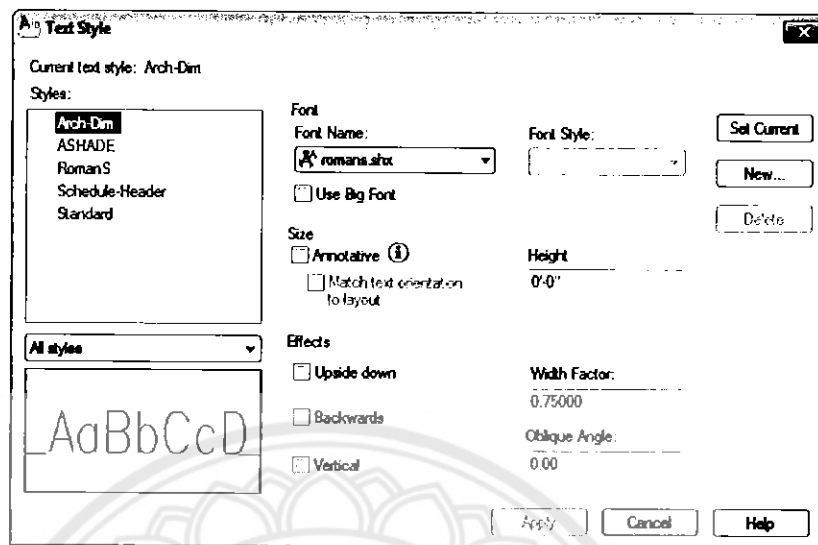 Text Style
Current text style: Arch-Dim
Styles:
Arch-Dim
ASHADE
RomanS
Schedule-Header
Standard
All styles
AaBbCcD
Font
Font Name:
romans.shx
Use Big Font
Font Style:
Size
Annotative
Match text orientation
to layout
Height
0'-0"
Effects
Upside down
Backwards
Vertical
Width Factor:
0.75000
Oblique Angle:
0.00
Set Current
New...
Delete
Apply
Cancel
Help